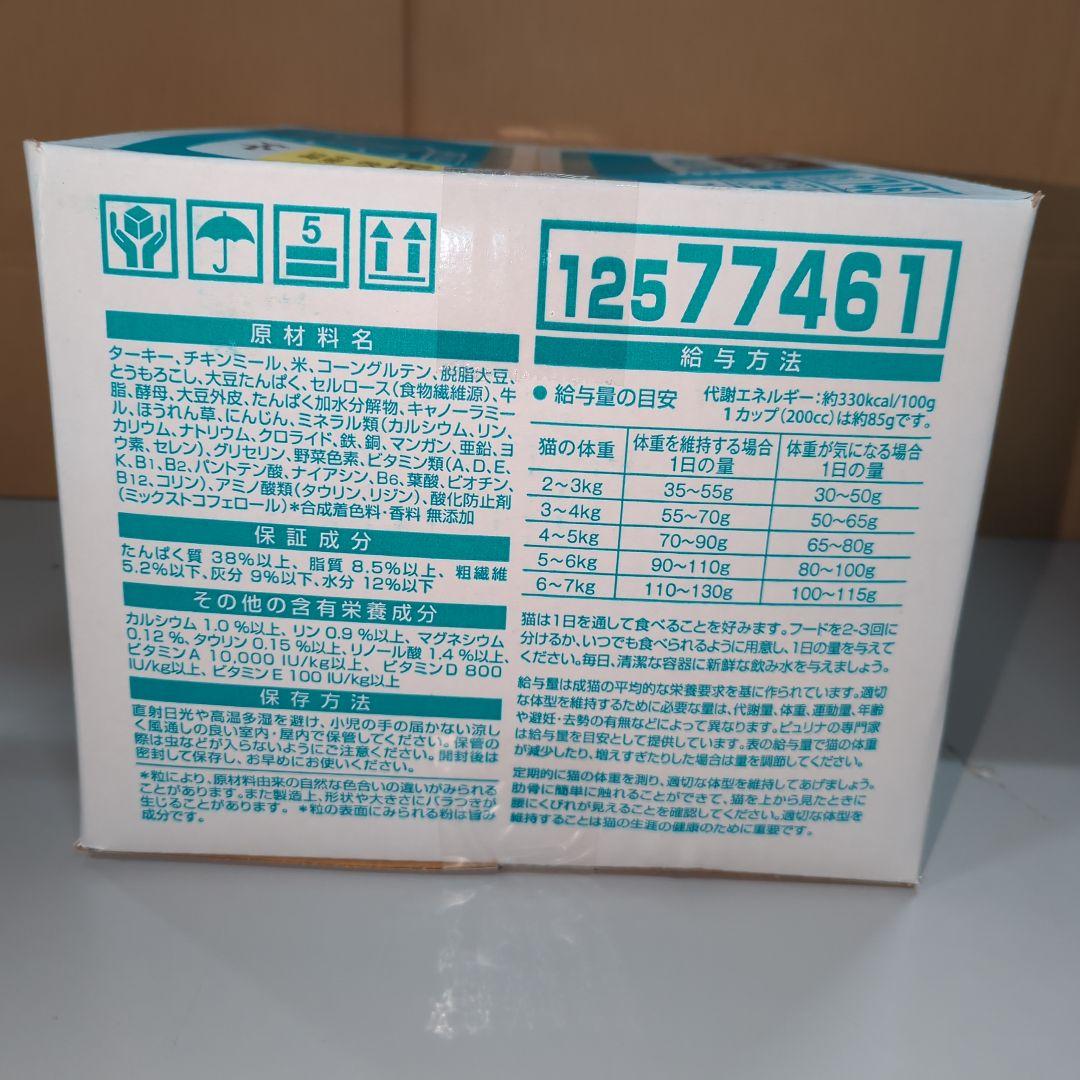 5
12577461
原材料名
ターキー、チキンミール、米、コーングルテン、脱脂大豆、
とうもろこし、大豆たんぱく、セルロース(食物繊維源)、牛
脂、酵母、大豆外皮、たんぱく加水分解物、キャノーラミー
ル、ほうれん草、にんじん、ミネラル類(カルシウム、リン、
カリウム、ナトリウム、クロライド、鉄、銅、マンガン、亜鉛、ヨ
ウ素、セレン)、グリセリン、野菜色素、ビタミン類(A、D、E、
K、B1、B2、パントテン酸、ナイアシン、B6、葉酸、ビオチン、
B12、コリン)、アミノ酸類(タウリン、リジン)、酸化防止剤
(ミックストコフェロール)＊合成着色料・香料 無添加
保証成分
たんぱく質 38%以上、脂質 8.5%以上、粗繊維
5.2%以下、灰分 9%以下、水分 12%以下
その他の含有栄養成分
カルシウム 1.0 %以上、リン 0.9 %以上、マグネシウム
0.12 %、タウリン 0.15 %以上、リノール酸 1.4 %以上、
ビタミン A 10,000 IU/kg以上、ビタミン D 800
IU/kg以上、ビタミン E 100 IU/kg以上
保存方法
直射日光や高温多湿を避け、小児の手の届かない涼し
く風通しの良い室内・屋内で保管してください。保管の
際は虫などが入らないようにご注意ください。開封後は
密封して保存し、お早めにお使いください。
＊粒により、原材料由来の自然な色合いの違いがみられる
ことがあります。また製造上、形状や大きさにバラつきが
生じることがあります。＊粒の表面にみられる粉は旨み
成分です。
給与方法
● 給与量の目安 代謝エネルギー：約330kcal/100g
1カップ(200cc)は約85gです。
猫の体重 体重を維持する場合 体重が気になる場合
1日の量 1日の量
2～3kg 35～55g 30～50g
3～4kg 55～70g 50～65g
4～5kg 70～90g 65～80g
5～6kg 90～110g 80～100g
6～7kg 110～130g 100～115g
猫は1日を通して食べることを好みます。フードを2-3回に
分けるか、いつでも食べられるように用意し、1日の量を与えて
ください。毎日、清潔な容器に新鮮な飲み水を与えましょう。
給与量は成猫の平均的な栄養要求を基に作られています。適切
な体型を維持するために必要な量は、代謝量、体重、運動量、年齢
や避妊・去勢の有無などによって異なります。ピュリナの専門家
は給与量を目安として提供しています。表の給与量で猫の体重
が減少したり、増えすぎたりした場合は量を調節してください。
定期的に猫の体重を測り、適切な体型を維持してあげましょう。
肋骨に簡単に触れることができて、猫を上から見たときに
腰にくびれが見えることを確認してください。適切な体型を
維持することは猫の生涯の健康のために重要です。